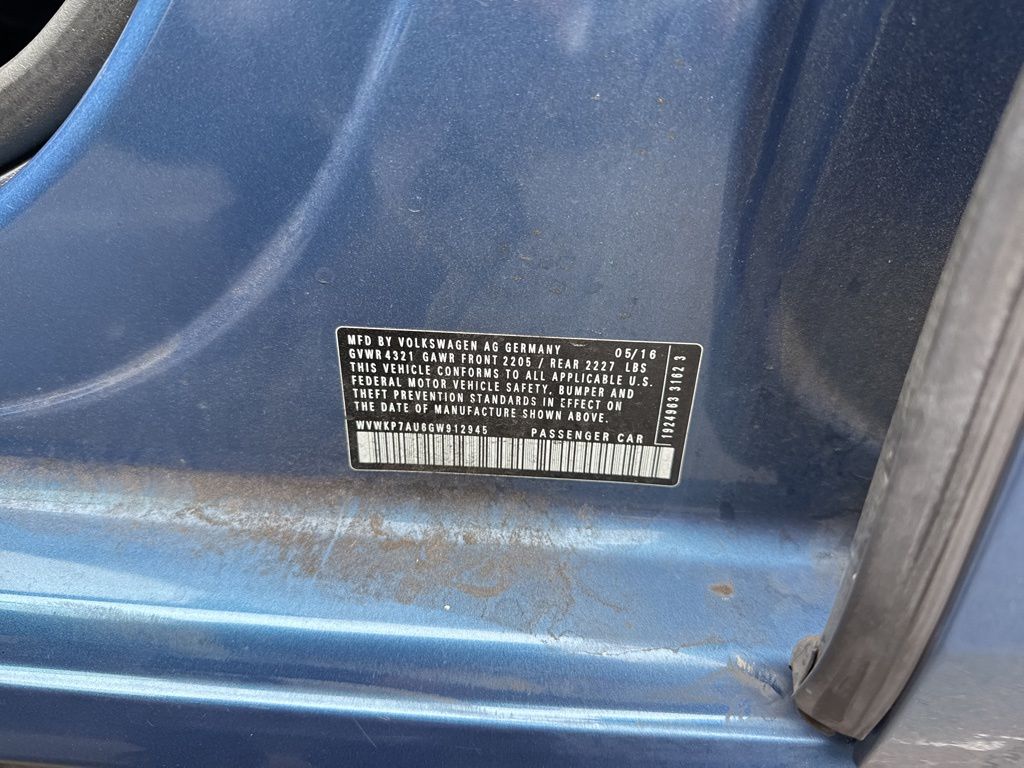 MFD BY VOLKSWAGEN AG GERMANY 05/16
GVWR 4321 GAWR FRONT 2205 / REAR 2227 LBS
THIS VEHICLE CONFORMS TO ALL APPLICABLE U.S.
FEDERAL MOTOR VEHICLE SAFETY, BUMPER AND
THEFT PREVENTION STANDARDS IN EFFECT ON
THE DATE OF MANUFACTURE SHOWN ABOVE.
WVWKP7AU6GW912945 PASSENGER CAR
1924963 3162 3